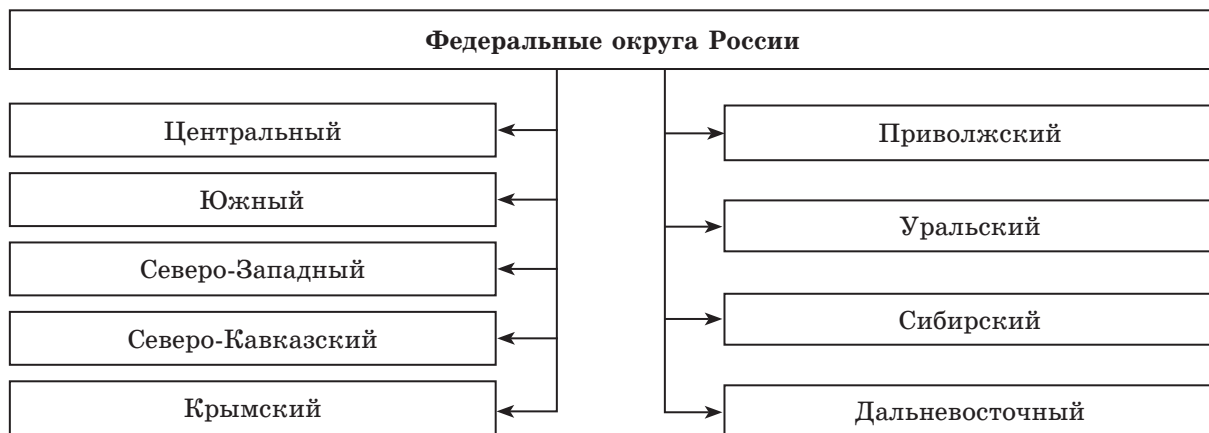 Федеральные округа России
Центральный
Южный
Северо-Западный
Северо-Кавказский
Крымский
Приволжский
Уральский
Сибирский
Дальневосточный